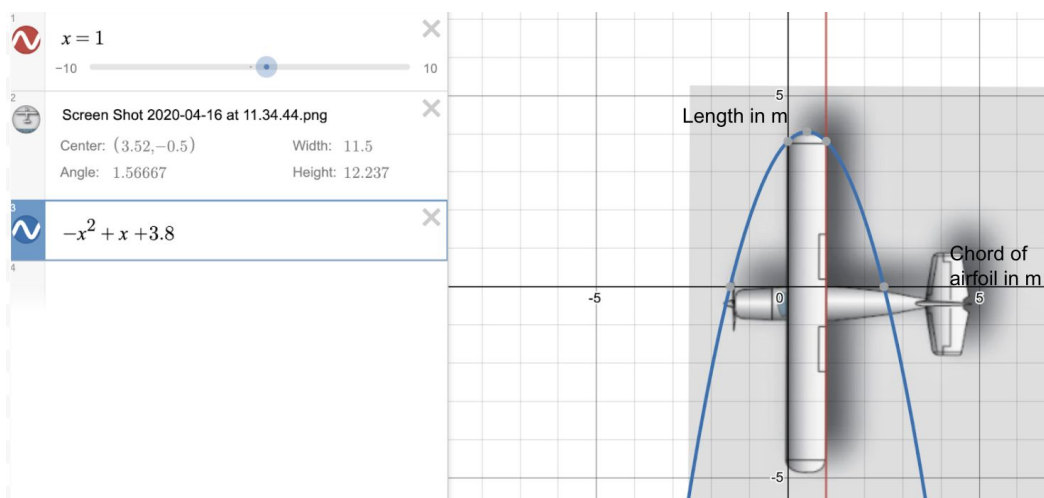 1
x = 1
−10
10
2
Screen Shot 2020-04-16 at 11.34.44.png
Center: (3.52,−0.5) Width: 11.5
Angle: 1.56667 Height: 12.237
3
−x² + x +3.8
4
5
Length in m
Chord of
airfoil in m
-5
0
5
-5